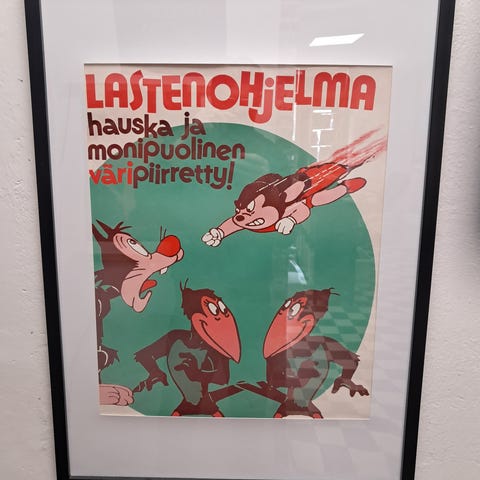 LASTENOHjELMA
hauska ja
monipuolinen
väripiirretty!